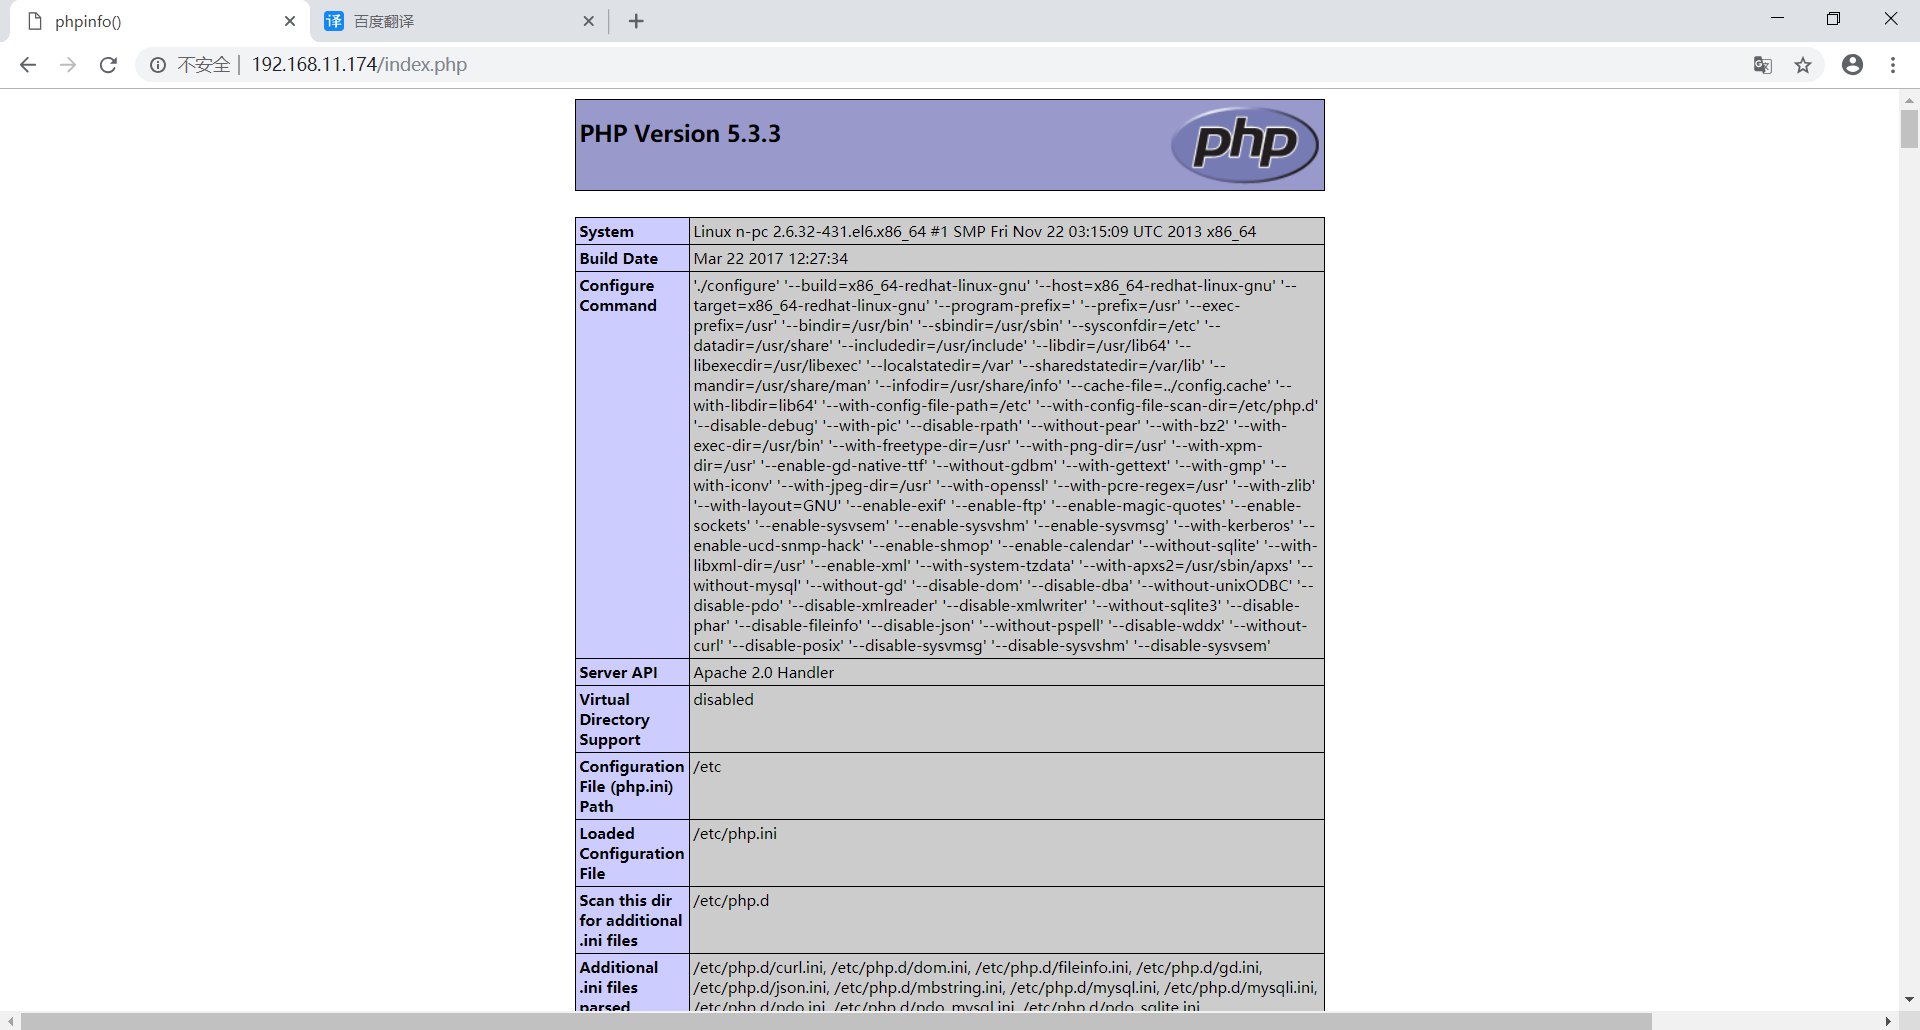 phpinfo()
译 百度翻译
不安全 | 192.168.11.174/index.php
PHP Version 5.3.3
php
System Linux n-pc 2.6.32-431.el6.x86_64 #1 SMP Fri Nov 22 03:15:09 UTC 2013 x86_64
Build Date Mar 22 2017 12:27:34
Configure Command
'./configure' '--build=x86_64-redhat-linux-gnu' '--host=x86_64-redhat-linux-gnu' '--
target=x86_64-redhat-linux-gnu' '--program-prefix=' '--prefix=/usr' '--exec-
prefix=/usr' '--bindir=/usr/bin' '--sbindir=/usr/sbin' '--sysconfdir=/etc' '--
datadir=/usr/share' '--includedir=/usr/include' '--libdir=/usr/lib64' '--
libexecdir=/usr/libexec' '--localstatedir=/var' '--sharedstatedir=/var/lib' '--
mandir=/usr/share/man' '--infodir=/usr/share/info' '--cache-file=../config.cache' '--
with-libdir=lib64' '--with-config-file-path=/etc' '--with-config-file-scan-dir=/etc/php.d'
'--disable-debug' '--with-pic' '--disable-rpath' '--without-pear' '--with-bz2' '--with-
exec-dir=/usr/bin' '--with-freetype-dir=/usr' '--with-png-dir=/usr' '--with-xpm-
dir=/usr' '--enable-gd-native-ttf' '--without-gdbm' '--with-gettext' '--with-gmp' '--
with-iconv' '--with-jpeg-dir=/usr' '--with-openssl' '--with-pcre-regex=/usr' '--with-zlib'
'--with-layout=GNU' '--enable-exif' '--enable-ftp' '--enable-magic-quotes' '--enable-
sockets' '--enable-sysvsem' '--enable-sysvshm' '--enable-sysvmsg' '--with-kerberos' '--
enable-ucd-snmp-hack' '--enable-shmop' '--enable-calendar' '--without-sqlite' '--with-
libxml-dir=/usr' '--enable-xml' '--with-system-tzdata' '--with-apxs2=/usr/sbin/apxs' '--
without-mysql' '--without-gd' '--disable-dom' '--disable-dba' '--without-unixODBC' '--
disable-pdo' '--disable-xmlreader' '--disable-xmlwriter' '--without-sqlite3' '--disable-
phar' '--disable-fileinfo' '--disable-json' '--without-pspell' '--disable-wddx' '--without-
curl' '--disable-posix' '--disable-sysvmsg' '--disable-sysvshm' '--disable-sysvsem'
Server API Apache 2.0 Handler
Virtual
Directory
Support
disabled
Configuration
File (php.ini)
Path
/etc
Loaded
Configuration
File
/etc/php.ini
Scan this dir
for additional
.ini files
/etc/php.d
Additional
.ini files
parsed
/etc/php.d/curl.ini, /etc/php.d/dom.ini, /etc/php.d/fileinfo.ini, /etc/php.d/gd.ini,
/etc/php.d/json.ini, /etc/php.d/mbstring.ini, /etc/php.d/mysql.ini, /etc/php.d/mysqli.ini,
/etc/php.d/pdo.ini, /etc/php.d/pdo_mysql.ini, /etc/php.d/pdo_sqlite.ini